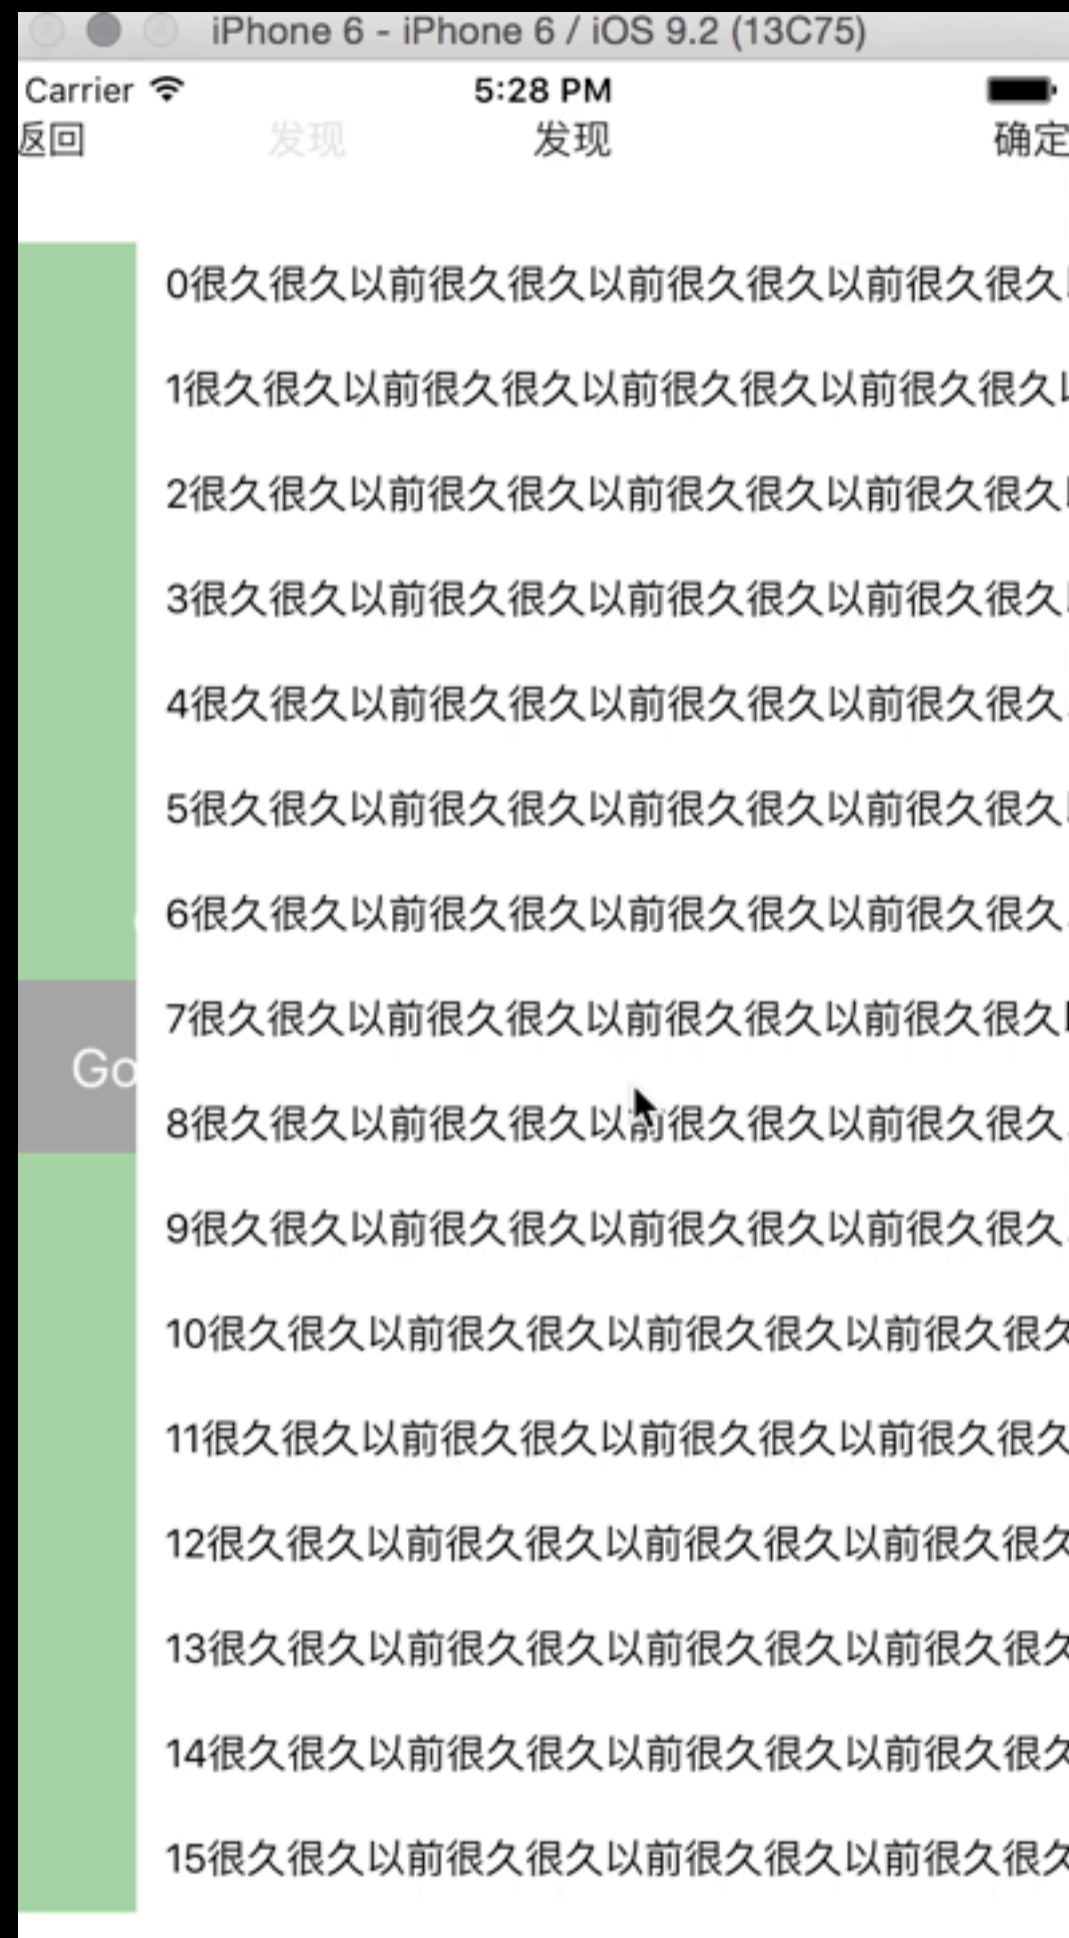 iPhone 6 - iPhone 6 / iOS 9.2 (13C75)
Carrier 5:28 PM
返回 发现 发现 确定
0很久很久以前很久很久以前很久很久以前很久很久
1很久很久以前很久很久以前很久很久以前很久很久
2很久很久以前很久很久以前很久很久以前很久很久
3很久很久以前很久很久以前很久很久以前很久很久
4很久很久以前很久很久以前很久很久以前很久很久
5很久很久以前很久很久以前很久很久以前很久很久
6很久很久以前很久很久以前很久很久以前很久很久
7很久很久以前很久很久以前很久很久以前很久很久
Go
8很久很久以前很久很久以前很久很久以前很久很久
9很久很久以前很久很久以前很久很久以前很久很久
10很久很久以前很久很久以前很久很久以前很久很久
11很久很久以前很久很久以前很久很久以前很久很久
12很久很久以前很久很久以前很久很久以前很久很久
13很久很久以前很久很久以前很久很久以前很久很久
14很久很久以前很久很久以前很久很久以前很久很久
15很久很久以前很久很久以前很久很久以前很久很久